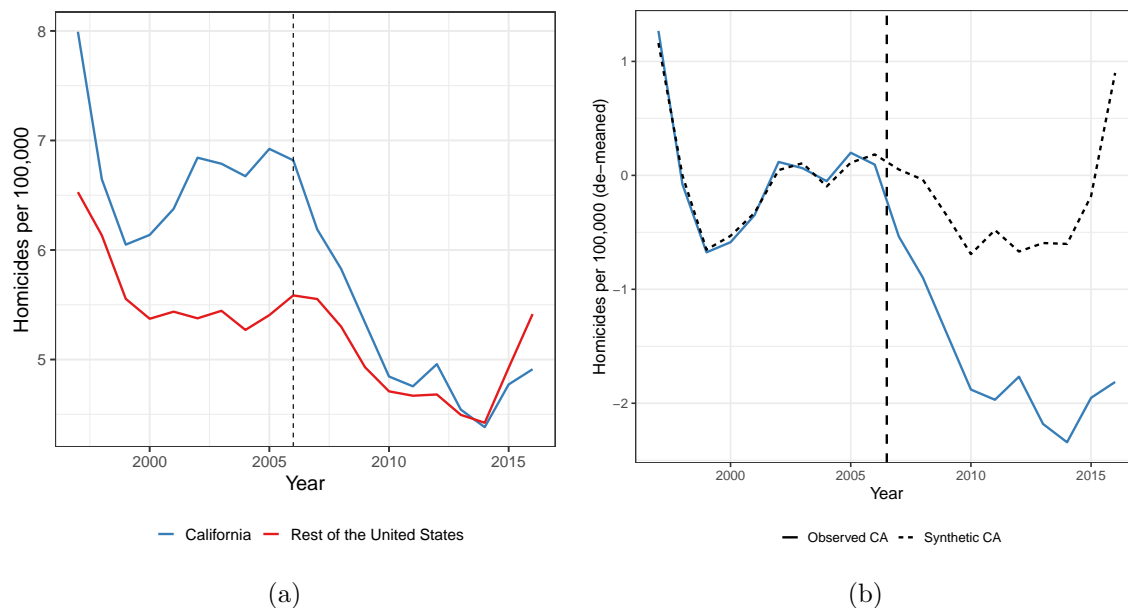 Homicides per 100,000
8
7
6
5
2000 2005 2010 2015
Year
California Rest of the United States
(a)
Homicides per 100,000 (de−meaned)
1
0
−1
−2
2000 2005 2010 2015
Year
Observed CA Synthetic CA
(b)